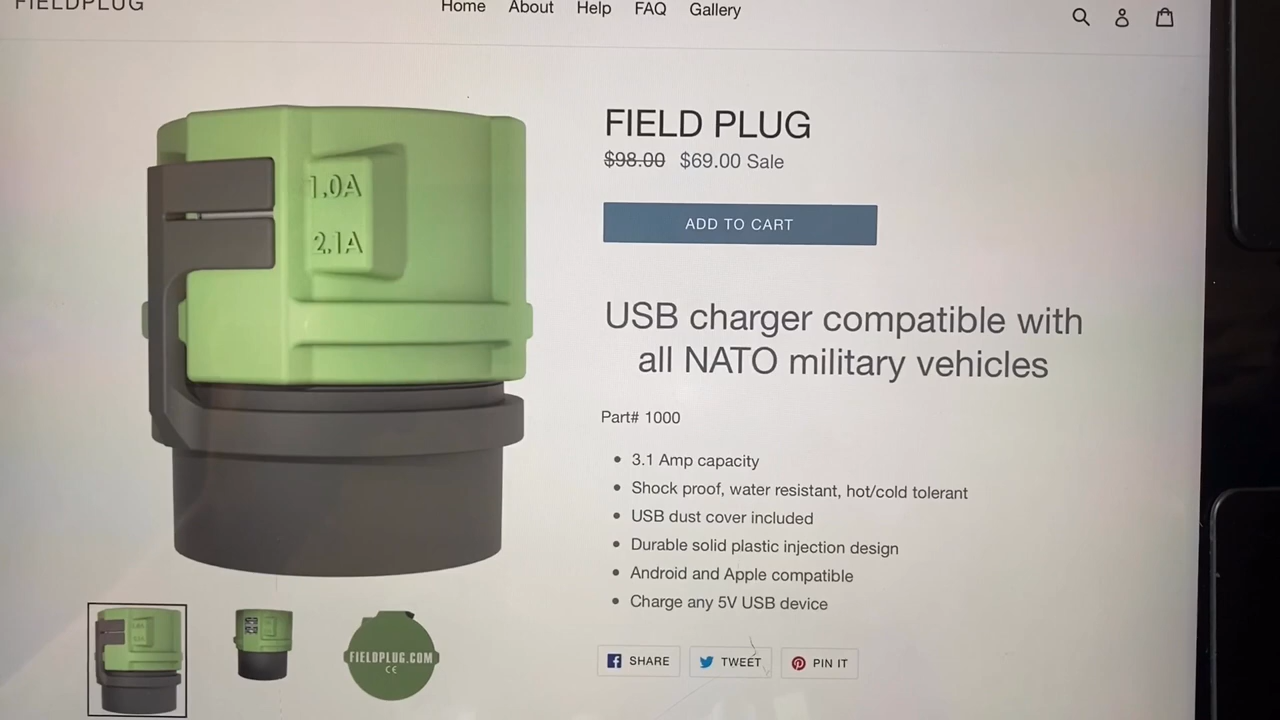 FIELDPLUG
Home About Help FAQ Gallery
FIELD PLUG
$98.00 $69.00 Sale
ADD TO CART
USB charger compatible with
all NATO military vehicles
Part# 1000
• 3.1 Amp capacity
• Shock proof, water resistant, hot/cold tolerant
• USB dust cover included
• Durable solid plastic injection design
• Android and Apple compatible
• Charge any 5V USB device
SHARE TWEET PIN IT
1.0A
2.1A
FIELDPLUG.COM
CE